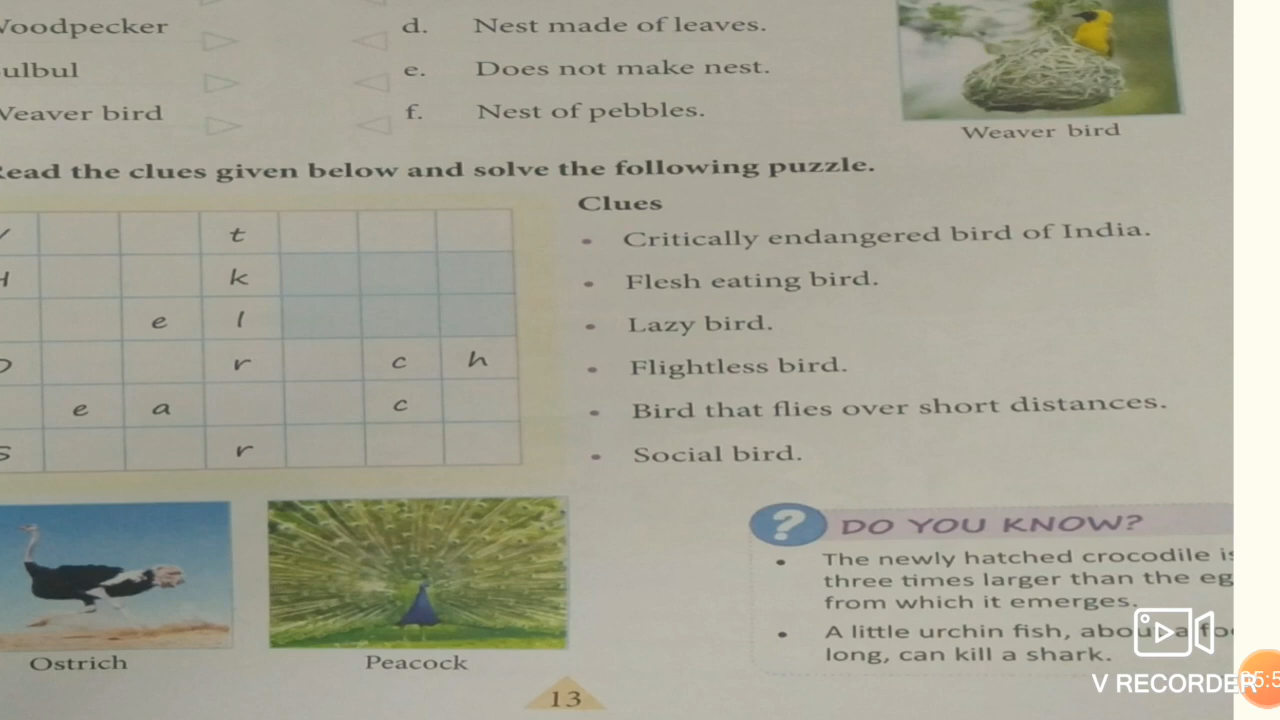 Voodpecker
d. Nest made of leaves.
ulbul
e. Does not make nest.
Veaver bird
f. Nest of pebbles.
Weaver bird
Read the clues given below and solve the following puzzle.
Clues
t
k
e l
r c h
e a c
s r
• Critically endangered bird of India.
• Flesh eating bird.
• Lazy bird.
• Flightless bird.
• Bird that flies over short distances.
• Social bird.
Ostrich
Peacock
? DO YOU KNOW?
• The newly hatched crocodile is
three times larger than the eg
from which it emerges.
• A little urchin fish, about a fo
long, can kill a shark.
13
V RECORDER